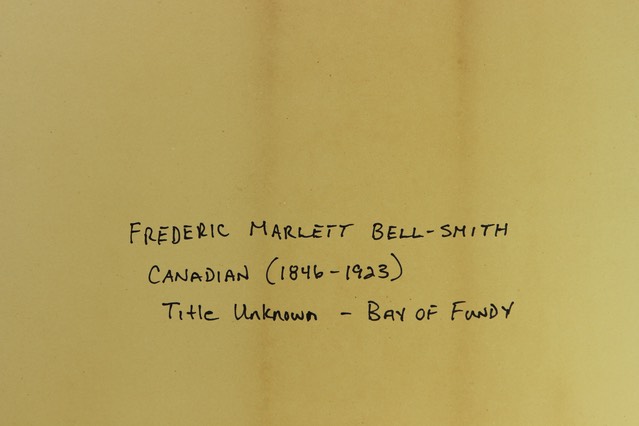 FREDERIC MARLETT BELL-SMITH
CANADIAN (1846-1923)
Title Unknown - BAY OF FUNDY